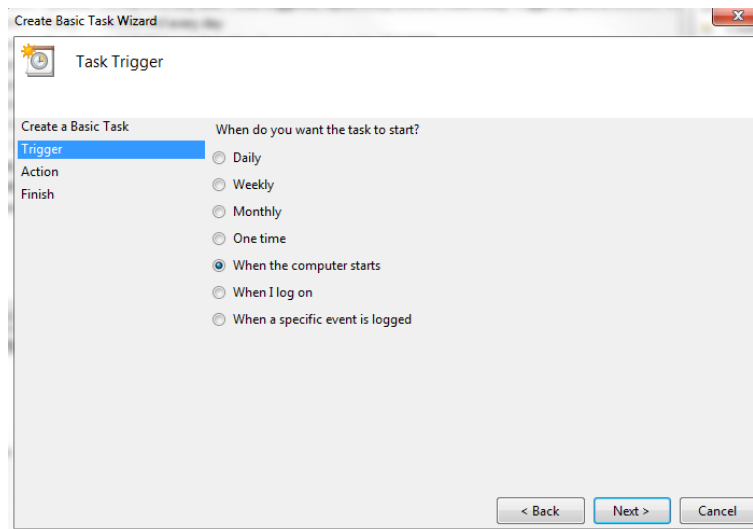 Create Basic Task Wizard
Task Trigger
Create a Basic Task
Trigger
Action
Finish
When do you want the task to start?
Daily
Weekly
Monthly
One time
When the computer starts
When I log on
When a specific event is logged
< Back
Next >
Cancel